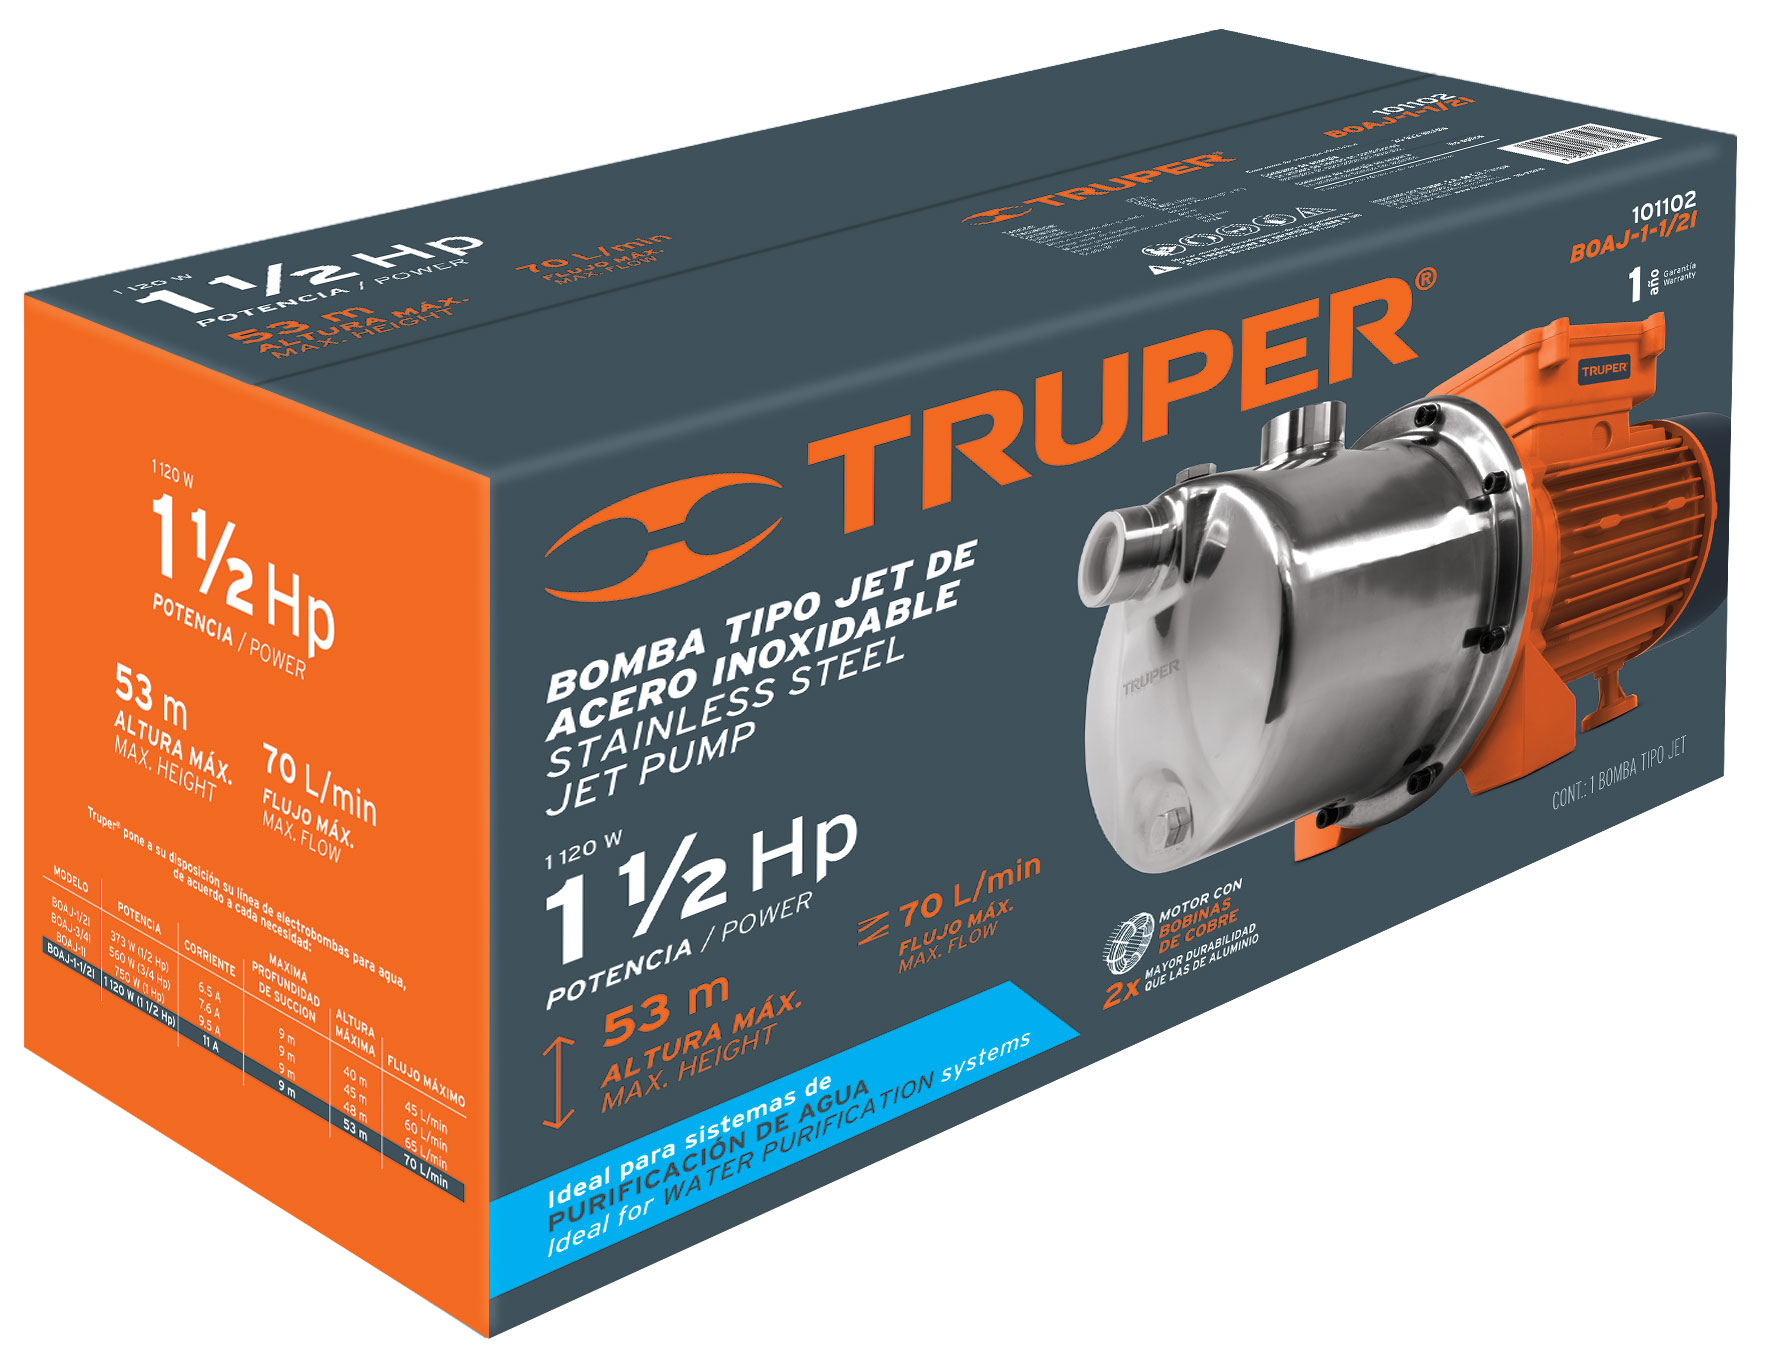 1 120 W
1 1/2 Hp
POTENCIA / POWER
53 m
ALTURA MÁX.
MAX. HEIGHT
70 L/min
FLUJO MÁX.
MAX. FLOW
TRUPER®
101102
BOAJ-1-1/2I
1 120 W
1 1/2 Hp
POTENCIA / POWER
53 m
ALTURA MÁX.
MAX. HEIGHT
70 L/min
FLUJO MÁX.
MAX. FLOW
Truper® pone a su disposición su línea de electrobombas para agua,
de acuerdo a cada necesidad:
MODELO POTENCIA CORRIENTE MAXIMA PROFUNDIDAD DE SUCCION ALTURA MÁXIMA FLUJO MÁXIMO
BOAJ-1/2I 373 W (1/2 Hp) 6.5 A 9 m 40 m 45 L/min
BOAJ-3/4I 560 W (3/4 Hp) 7.6 A 9 m 45 m 60 L/min
BOAJ-1I 750 W (1 Hp) 9.5 A 9 m 48 m 65 L/min
BOAJ-1-1/2I 1 120 W (1 1/2 Hp) 11 A 9 m 53 m 70 L/min
TRUPER®
101102
BOAJ-1-1/2I
1 año Garantía
Warranty
TRUPER
TRUPER
BOMBA TIPO JET DE
ACERO INOXIDABLE
STAINLESS STEEL
JET PUMP
1 120 W
1 1/2 Hp
POTENCIA / POWER
70 L/min
FLUJO MÁX.
MAX. FLOW
53 m
ALTURA MÁX.
MAX. HEIGHT
MOTOR CON
BOBINAS
DE COBRE
2x MAYOR DURABILIDAD
QUE LAS DE ALUMINIO
CONT.: 1 BOMBA TIPO JET
Ideal para sistemas de
PURIFICACIÓN DE AGUA
Ideal for WATER PURIFICATION systems